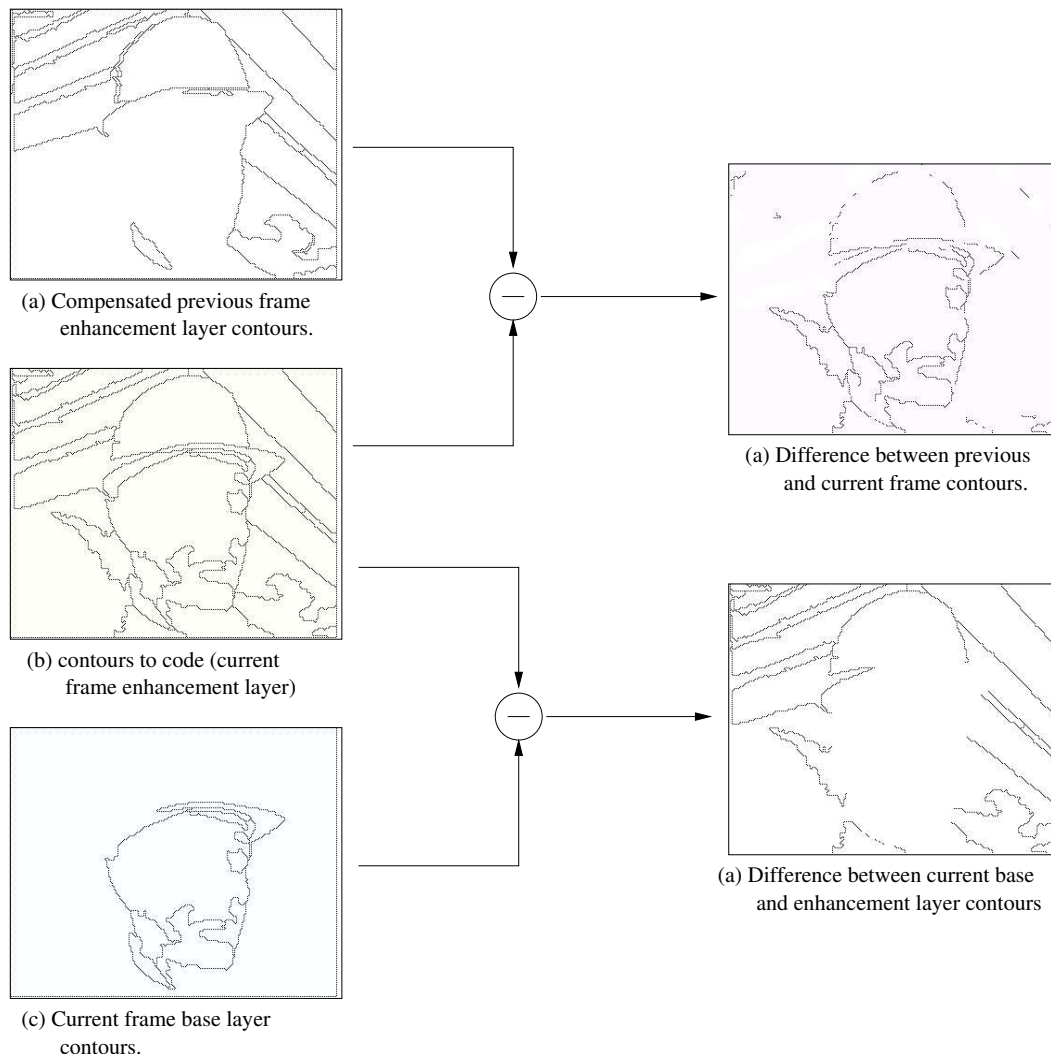 (a) Compensated previous frame
enhancement layer contours.
(b) contours to code (current
frame enhancement layer)
(c) Current frame base layer
contours.
(a) Difference between previous
and current frame contours.
(a) Difference between current base
and enhancement layer contours